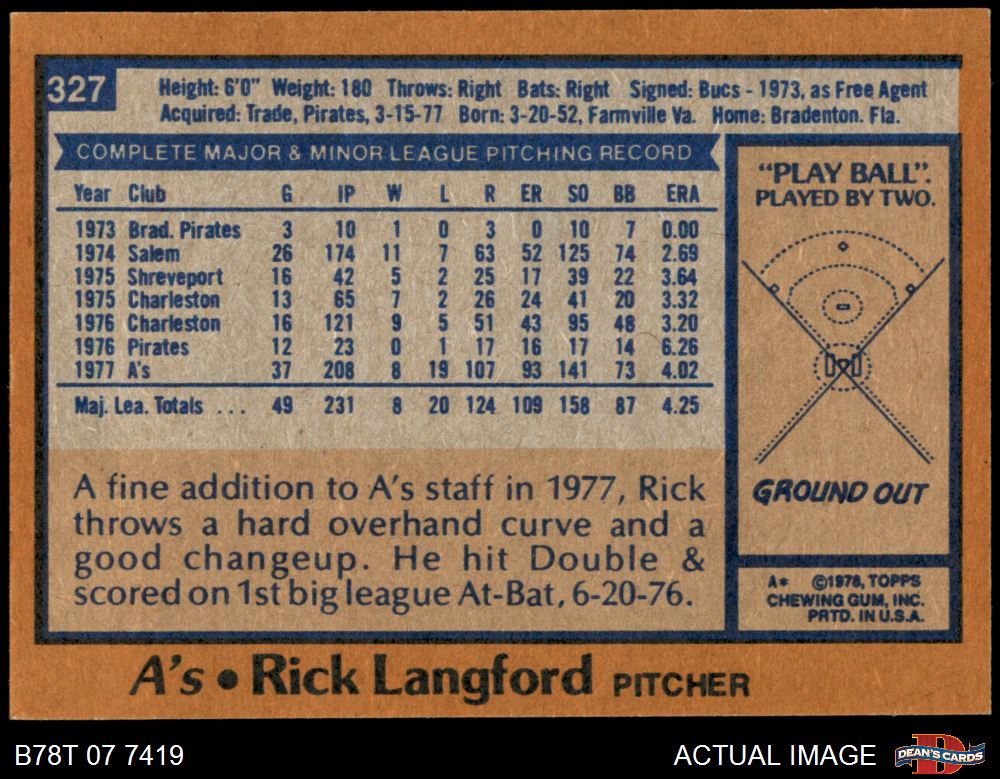 327
Height: 6'0" Weight: 180 Throws: Right Bats: Right Signed: Bucs - 1973, as Free Agent
Acquired: Trade, Pirates, 3-15-77 Born: 3-20-52, Farmville Va. Home: Bradenton. Fla.
COMPLETE MAJOR & MINOR LEAGUE PITCHING RECORD
Year Club G IP W L R ER SO BB ERA
1973 Brad. Pirates 3 10 1 0 3 0 10 7 0.00
1974 Salem 26 174 11 7 63 52 125 74 2.69
1975 Shreveport 16 42 5 2 25 17 39 22 3.64
1975 Charleston 13 65 7 2 26 24 41 20 3.32
1976 Charleston 16 121 9 5 51 43 95 48 3.20
1976 Pirates 12 23 0 1 17 16 17 14 6.26
1977 A's 37 208 8 19 107 93 141 73 4.02
Maj. Lea. Totals ... 49 231 8 20 124 109 158 87 4.25
A fine addition to A's staff in 1977, Rick
throws a hard overhand curve and a
good changeup. He hit Double &
scored on 1st big league At-Bat, 6-20-76.
"PLAY BALL".
PLAYED BY TWO.
GROUND OUT
A* ©1978, TOPPS
CHEWING GUM, INC.
PRTD. IN U.S.A.
A's • Rick Langford PITCHER
B78T 07 7419
ACTUAL IMAGE
DEAN'S CARDS